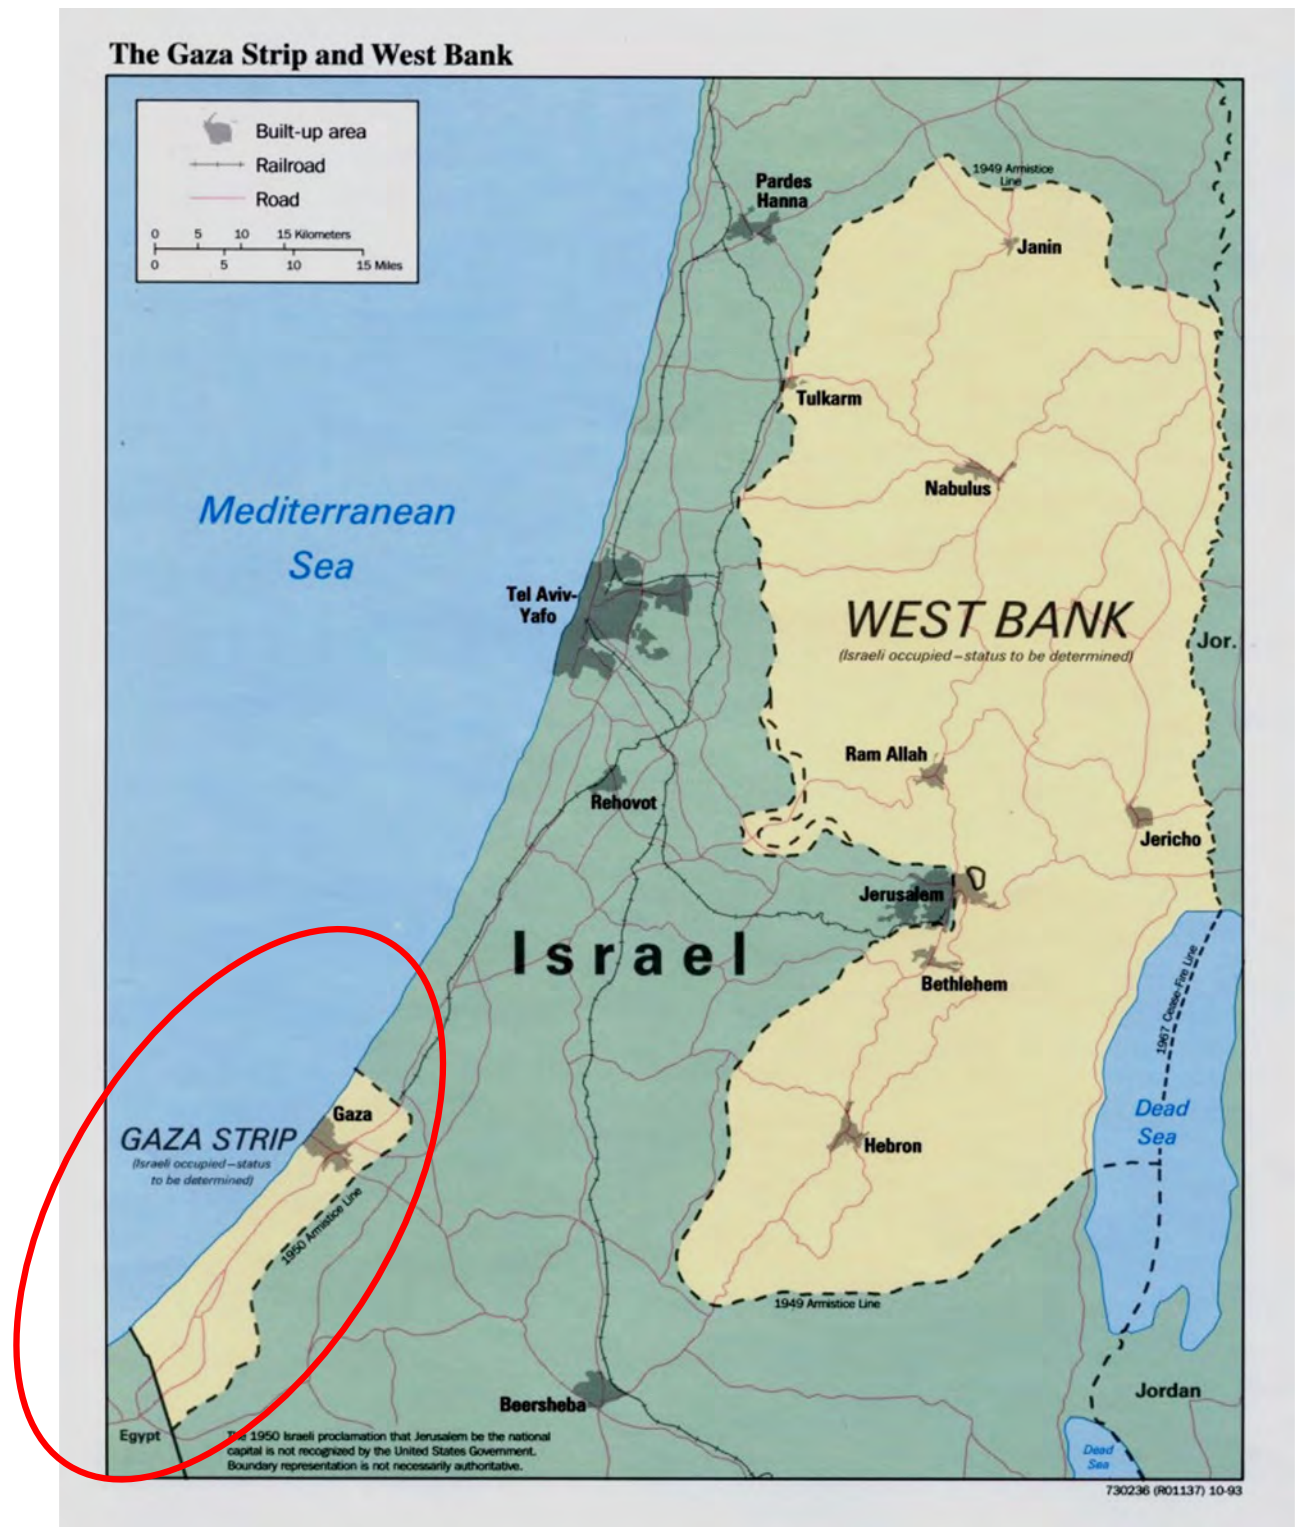 The Gaza Strip and West Bank
Built-up area
Railroad
Road
0 5 10 15 Kilometers
0 5 10 15 Miles
1949 Armistice
Line
Pardes
Hanna
Janin
Tulkarm
Nabulus
Mediterranean
Sea
Tel Aviv-
Yafo
WEST BANK
(Israeli occupied—status to be determined)
Jor.
Ram Allah
Rehovot
Jericho
Jerusalem
Israel
Bethlehem
1967 Cease-Fire Line
Dead
Sea
Gaza
GAZA STRIP
(Israeli occupied—status
to be determined)
Hebron
1950 Armistice Line
1949 Armistice Line
Jordan
Beersheba
Egypt
The 1950 Israeli proclamation that Jerusalem be the national
capital is not recognized by the United States Government.
Boundary representation is not necessarily authoritative.
Dead
Sea
730236 (R01137) 10-93